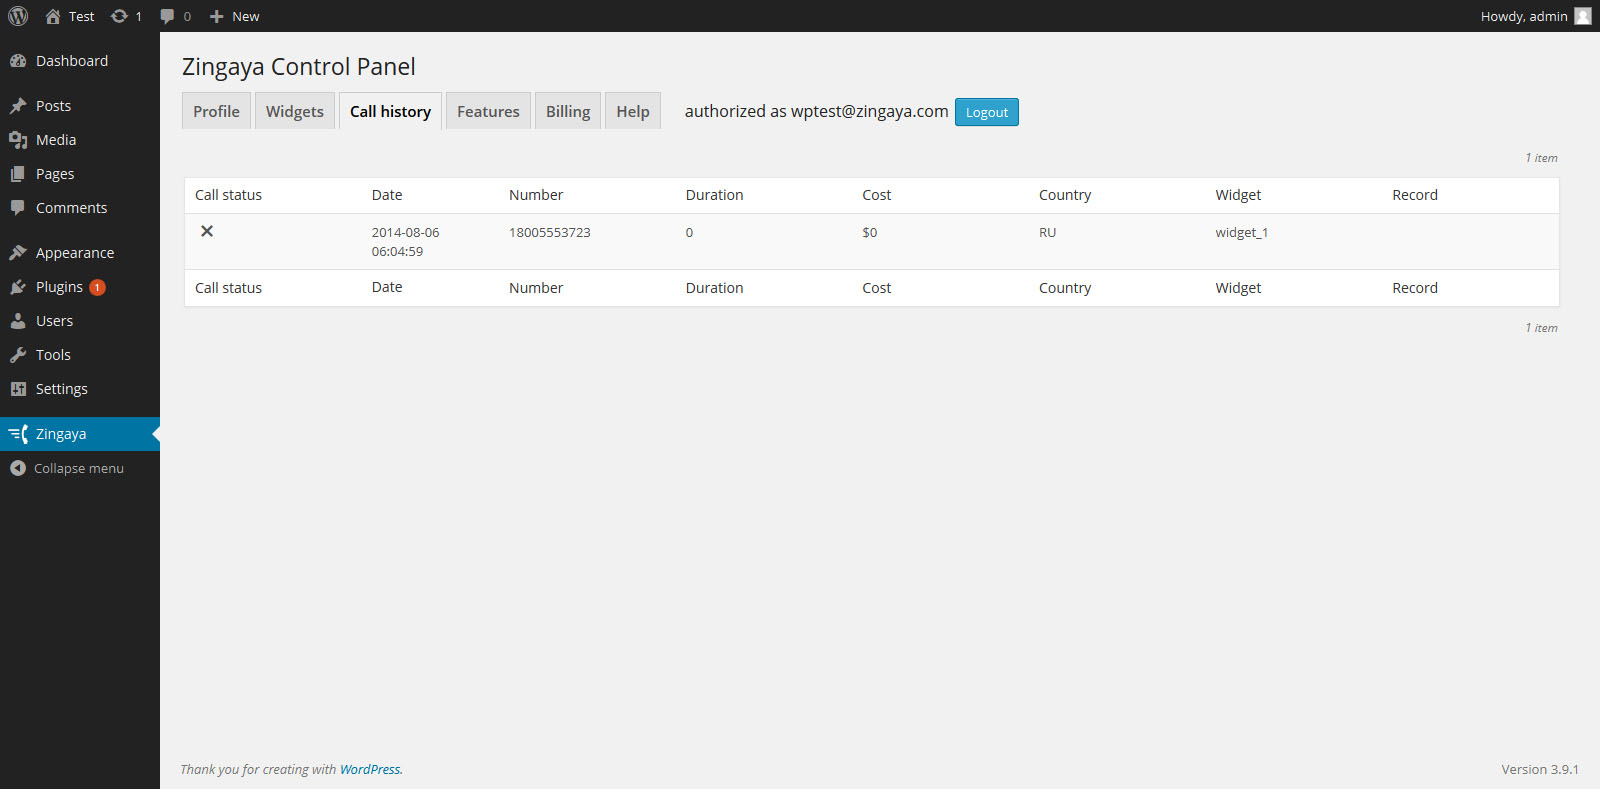 Test 1 0 New Howdy, admin
Dashboard
Posts
Media
Pages
Comments
Appearance
Plugins 1
Users
Tools
Settings
Zingaya
Collapse menu
Zingaya Control Panel
Profile Widgets Call history Features Billing Help authorized as wptest@zingaya.com Logout
1 item
Call status Date Number Duration Cost Country Widget Record
2014-08-06 18005553723 0 $0 RU widget_1
06:04:59
Call status Date Number Duration Cost Country Widget Record
1 item
Thank you for creating with WordPress. Version 3.9.1